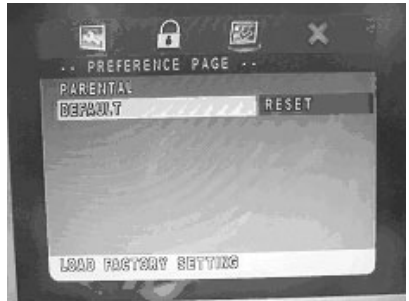 -- PREFERENCE PAGE --
PARENTAL
DEFAULT RESET
LOAD FACTORY SETTING